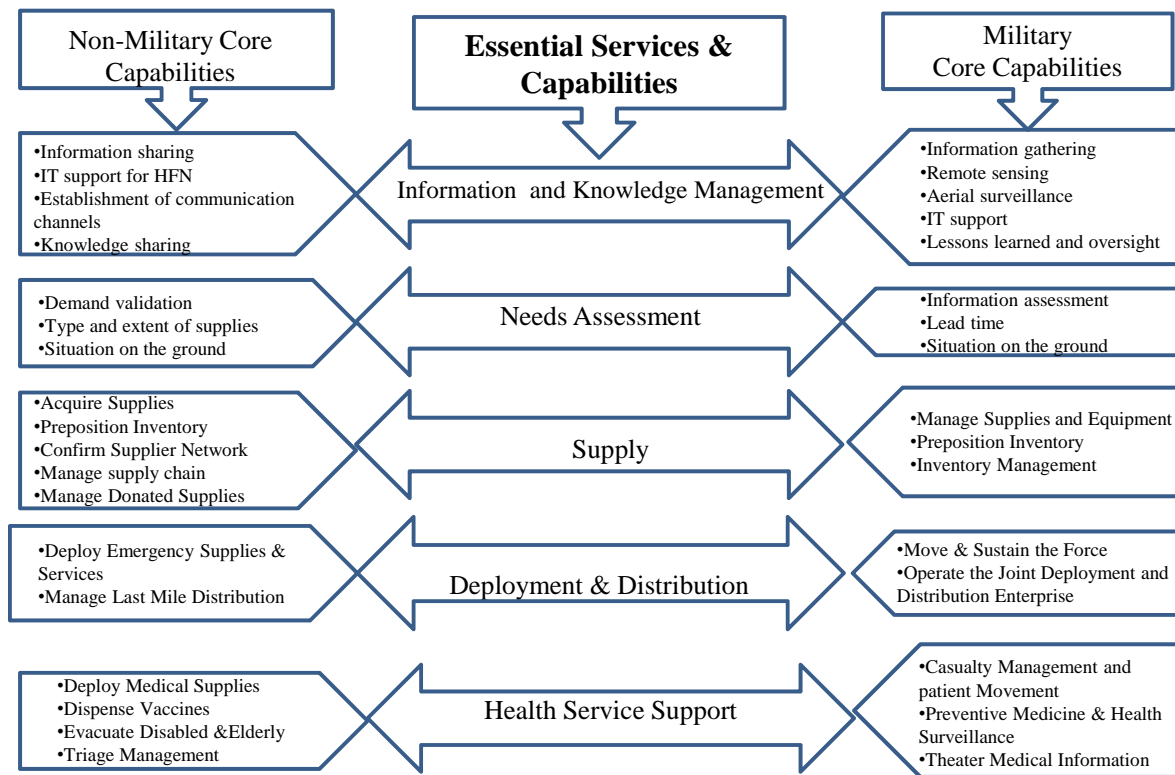 Non-Military Core
Capabilities
Essential Services &
Capabilities
Military
Core Capabilities
•Information sharing
•IT support for HFN
•Establishment of communication
channels
•Knowledge sharing
Information and Knowledge Management
•Information gathering
•Remote sensing
•Aerial surveillance
•IT support
•Lessons learned and oversight
•Demand validation
•Type and extent of supplies
•Situation on the ground
Needs Assessment
•Information assessment
•Lead time
•Situation on the ground
•Acquire Supplies
•Preposition Inventory
•Confirm Supplier Network
•Manage supply chain
•Manage Donated Supplies
Supply
•Manage Supplies and Equipment
•Preposition Inventory
•Inventory Management
•Deploy Emergency Supplies &
Services
•Manage Last Mile Distribution
Deployment & Distribution
•Move & Sustain the Force
•Operate the Joint Deployment and
Distribution Enterprise
•Deploy Medical Supplies
•Dispense Vaccines
•Evacuate Disabled &Elderly
•Triage Management
Health Service Support
•Casualty Management and
patient Movement
•Preventive Medicine & Health
Surveillance
•Theater Medical Information